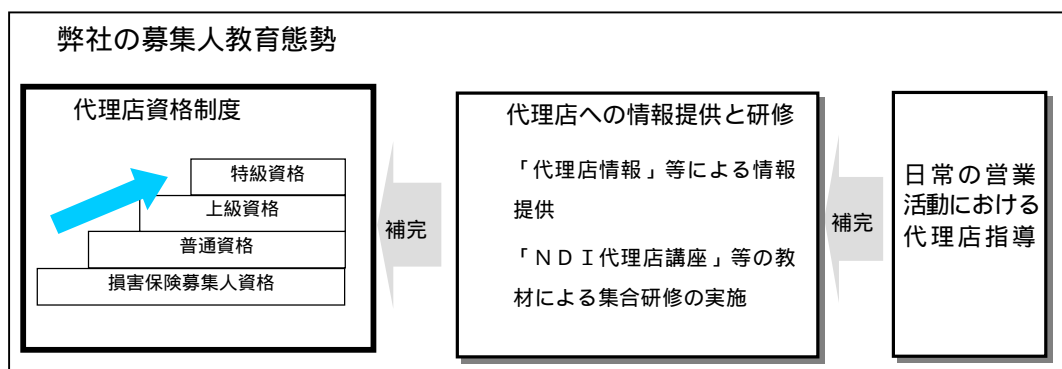 弊社の募集人教育態勢
代理店資格制度
特級資格
上級資格
普通資格
損害保険募集人資格
補完
代理店への情報提供と研修
「代理店情報」等による情報
提供
「ＮＤＩ代理店講座」等の教
材による集合研修の実施
補完
日常の営業
活動における
代理店指導